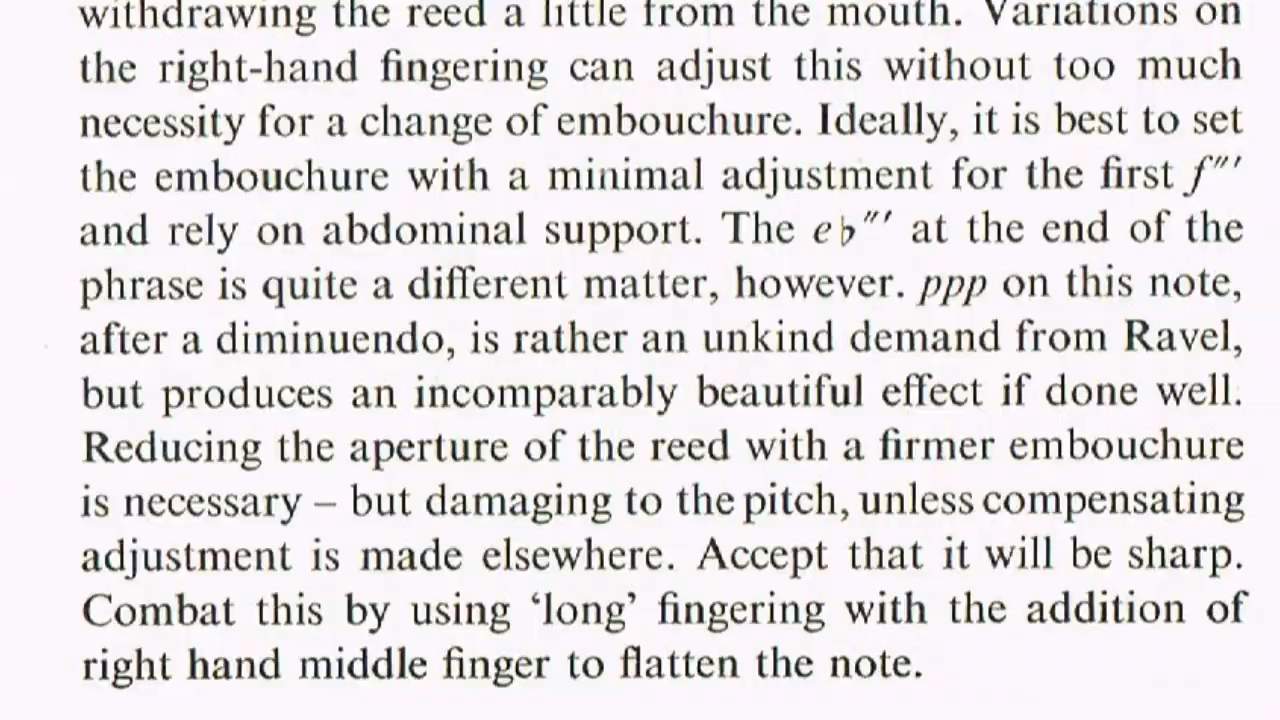 withdrawing the reed a little from the mouth. Variations on
the right-hand fingering can adjust this without too much
necessity for a change of embouchure. Ideally, it is best to set
the embouchure with a minimal adjustment for the first f″′
and rely on abdominal support. The e♭″′ at the end of the
phrase is quite a different matter, however. ppp on this note,
after a diminuendo, is rather an unkind demand from Ravel,
but produces an incomparably beautiful effect if done well.
Reducing the aperture of the reed with a firmer embouchure
is necessary – but damaging to the pitch, unless compensating
adjustment is made elsewhere. Accept that it will be sharp.
Combat this by using ‘long’ fingering with the addition of
right hand middle finger to flatten the note.